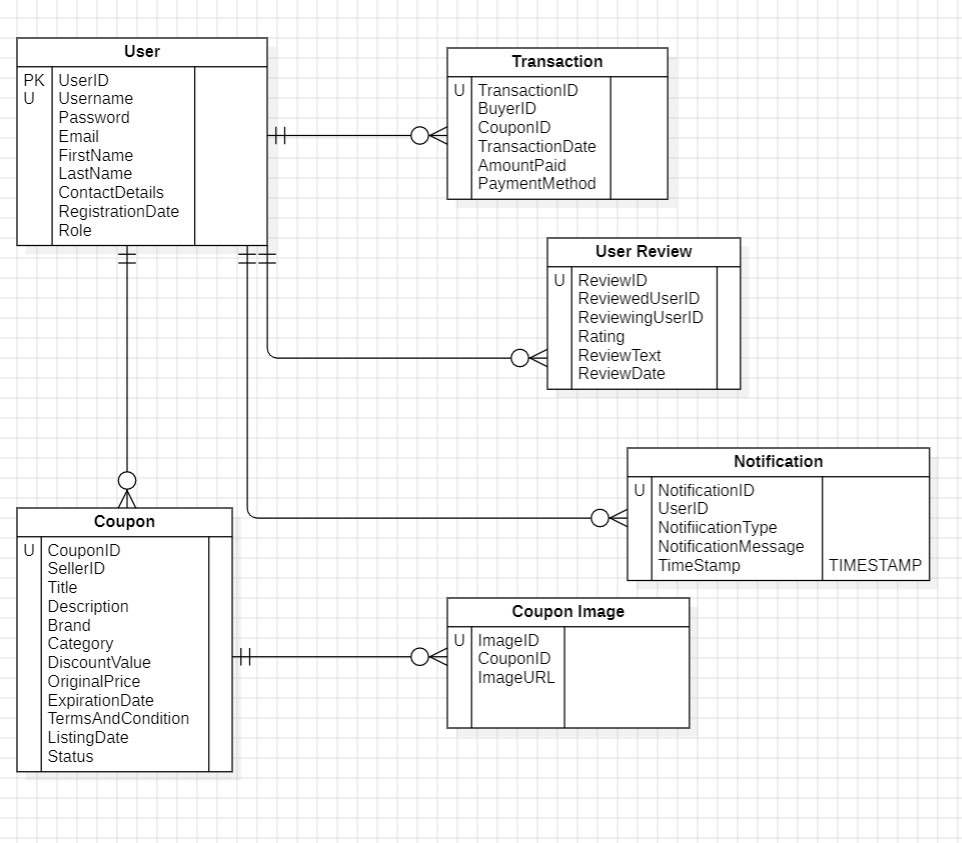 User
PK UserID
U Username
Password
Email
FirstName
LastName
ContactDetails
RegistrationDate
Role
Transaction
U TransactionID
BuyerID
CouponID
TransactionDate
AmountPaid
PaymentMethod
User Review
U ReviewID
ReviewedUserID
ReviewingUserID
Rating
ReviewText
ReviewDate
Notification
U NotificationID
UserID
NotifiicationType
NotificationMessage
TimeStamp TIMESTAMP
Coupon
U CouponID
SellerID
Title
Description
Brand
Category
DiscountValue
OriginalPrice
ExpirationDate
TermsAndCondition
ListingDate
Status
Coupon Image
U ImageID
CouponID
ImageURL